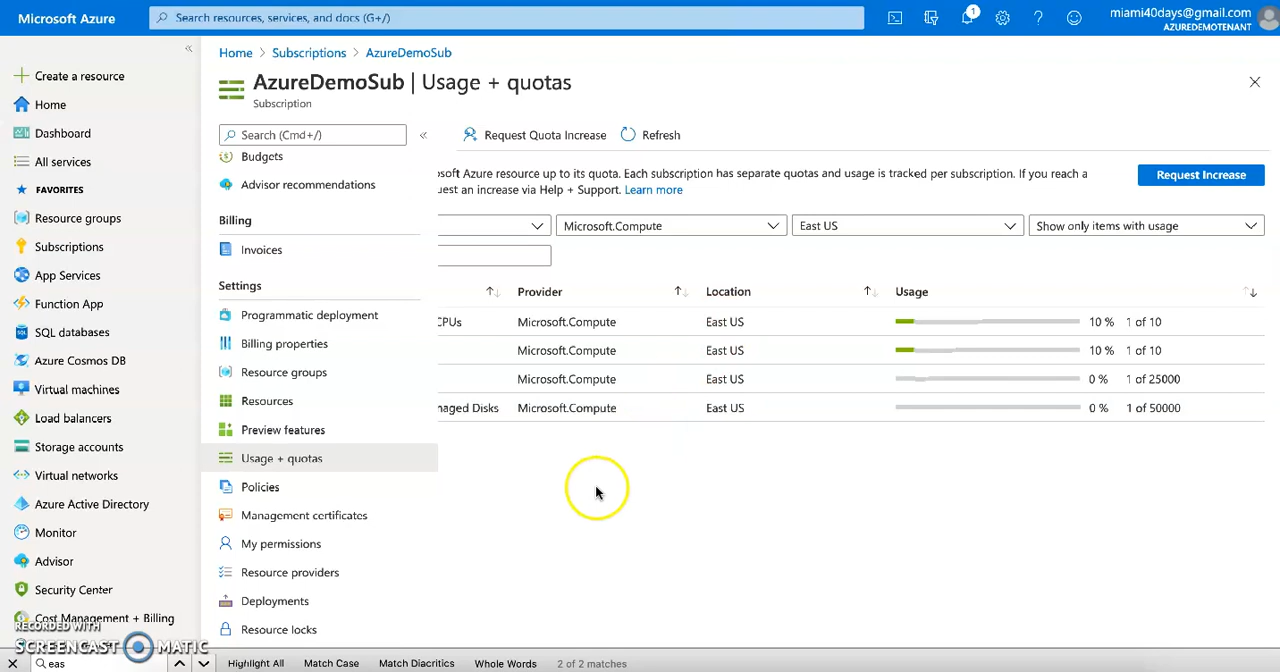 Microsoft Azure
Search resources, services, and docs (G+/)
1
miami40days@gmail.com
AZUREDEMOTENANT
Create a resource
Home
Dashboard
All services
FAVORITES
Resource groups
Subscriptions
App Services
Function App
SQL databases
Azure Cosmos DB
Virtual machines
Load balancers
Storage accounts
Virtual networks
Azure Active Directory
Monitor
Advisor
Security Center
Cost Management + Billing
RECORDED WITH
SCREENCAST MATIC
Home > Subscriptions > AzureDemoSub
AzureDemoSub | Usage + quotas
Subscription
Search (Cmd+/)
Budgets
Advisor recommendations
Billing
Invoices
Settings
Programmatic deployment
Billing properties
Resource groups
Resources
Preview features
Usage + quotas
Policies
Management certificates
My permissions
Resource providers
Deployments
Resource locks
Request Quota Increase Refresh
osoft Azure resource up to its quota. Each subscription has separate quotas and usage is tracked per subscription. If you reach a
uest an increase via Help + Support. Learn more
Request Increase
Microsoft.Compute East US Show only items with usage
Provider Location Usage
CPUs Microsoft.Compute East US 10 % 1 of 10
Microsoft.Compute East US 10 % 1 of 10
Microsoft.Compute East US 0 % 1 of 25000
naged Disks Microsoft.Compute East US 0 % 1 of 50000
eas Highlight All Match Case Match Diacritics Whole Words 2 of 2 matches